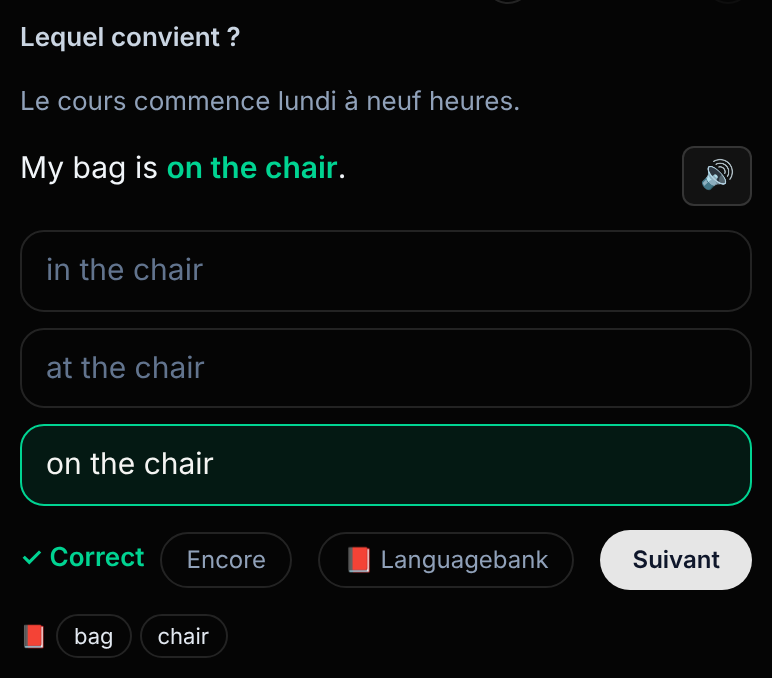 Lequel convient ?
Le cours commence lundi à neuf heures.
My bag is on the chair.
in the chair
at the chair
on the chair
✓ Correct Encore Languagebank Suivant
bag chair